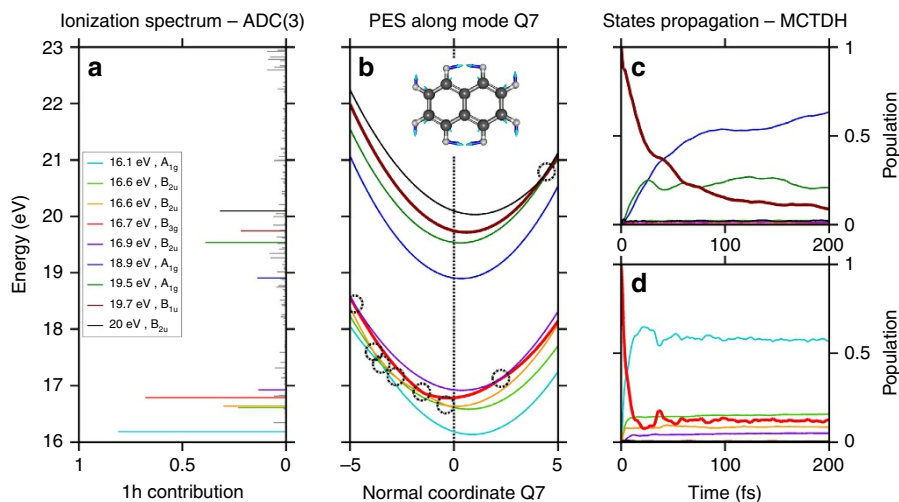 Ionization spectrum – ADC(3)
PES along mode Q7
States propagation – MCTDH
a
b
c
d
23
22
21
20
19
18
17
16
Energy (eV)
16.1 eV , A1g
16.6 eV , B2u
16.6 eV , B2u
16.7 eV , B3g
16.9 eV , B2u
18.9 eV , A1g
19.5 eV , A1g
19.7 eV , B1u
20 eV , B2u
1
0.5
0
1h contribution
−5
0
5
Normal coordinate Q7
1
0.5
0
Population
0
100
200
1
0.5
0
Population
0
100
200
Time (fs)